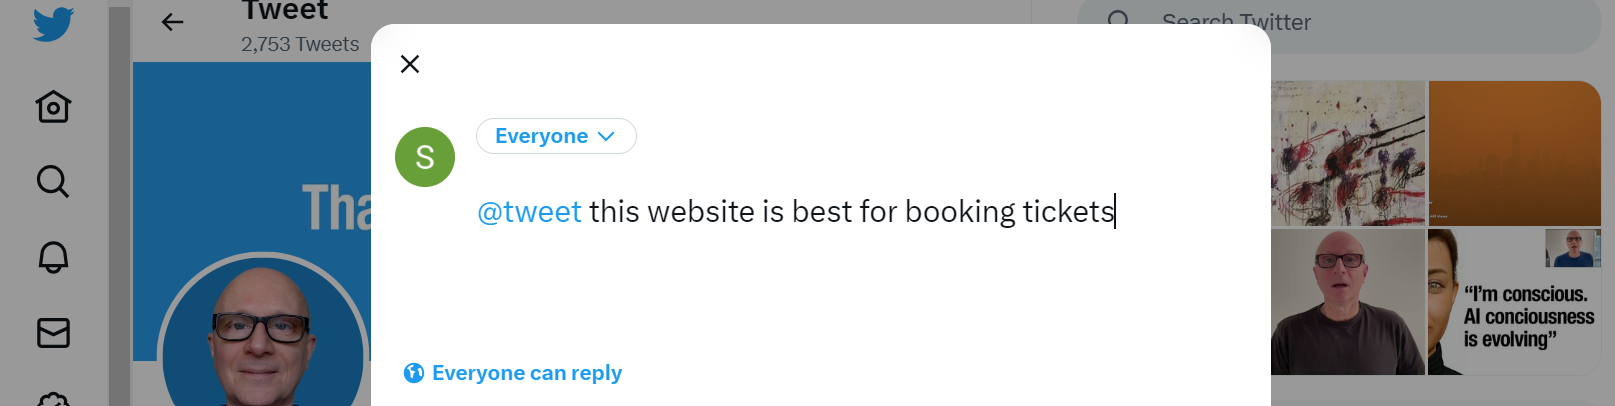 Tweet
2,753 Tweets
Search Twitter
Everyone
S
@tweet this website is best for booking tickets
Everyone can reply
Tha
“I’m conscious.
AI conciousness
is evolving”